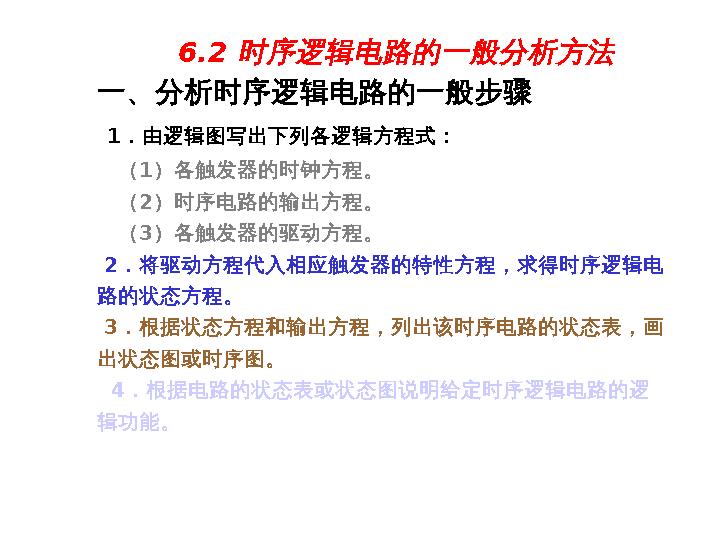 6.2 时序逻辑电路的一般分析方法
一、分析时序逻辑电路的一般步骤
1．由逻辑图写出下列各逻辑方程式：
（1）各触发器的时钟方程。
（2）时序电路的输出方程。
（3）各触发器的驱动方程。
2．将驱动方程代入相应触发器的特性方程，求得时序逻辑电
路的状态方程。
3．根据状态方程和输出方程，列出该时序电路的状态表，画
出状态图或时序图。
4．根据电路的状态表或状态图说明给定时序逻辑电路的逻
辑功能。